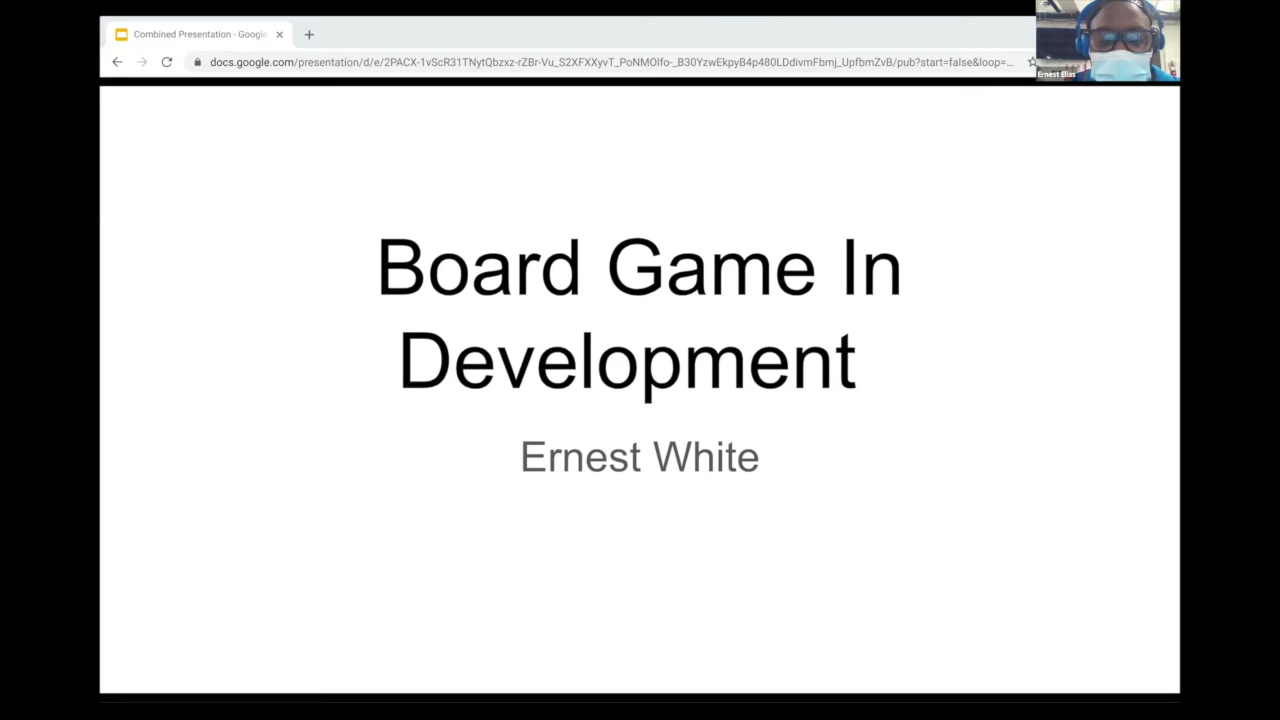 Combined Presentation - Google
docs.google.com/presentation/d/e/2PACX-1vScR31TNytQbzxz-rZBr-Vu_S2XFXXyvT_PoNMOlfo-_B30YzwEkpyB4p480LDdivmFbmj_UpfbmZvB/pub?start=false&loop=...
Ernest Elias
Board Game In
Development
Ernest White